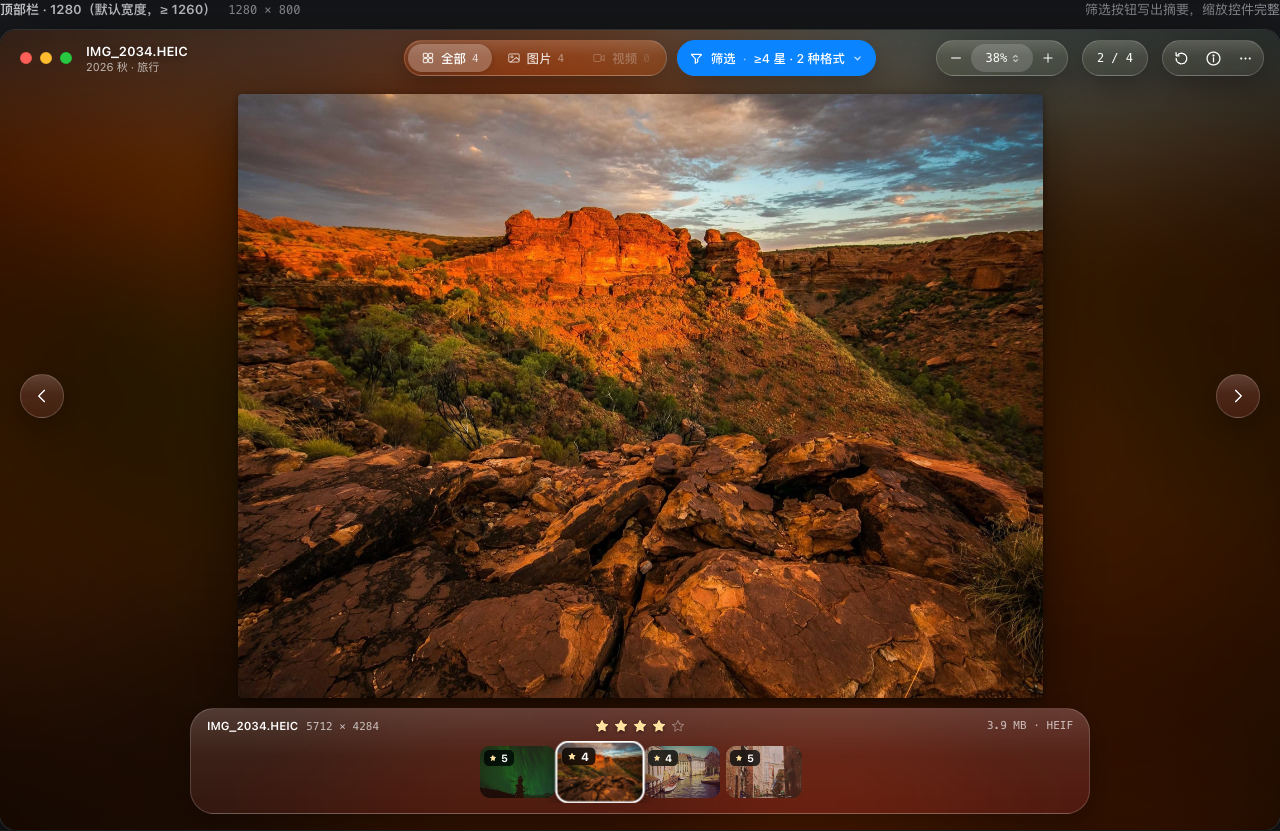 顶部栏 · 1280（默认宽度，≥ 1260） 1280 × 800
筛选按钮写出摘要，缩放控件完整
IMG_2034.HEIC
2026 秋 · 旅行
全部 4 图片 4 视频 0
筛选 · ≥4 星 · 2 种格式
38%
2 / 4
IMG_2034.HEIC 5712 × 4284
3.9 MB · HEIF
5
4
4
5